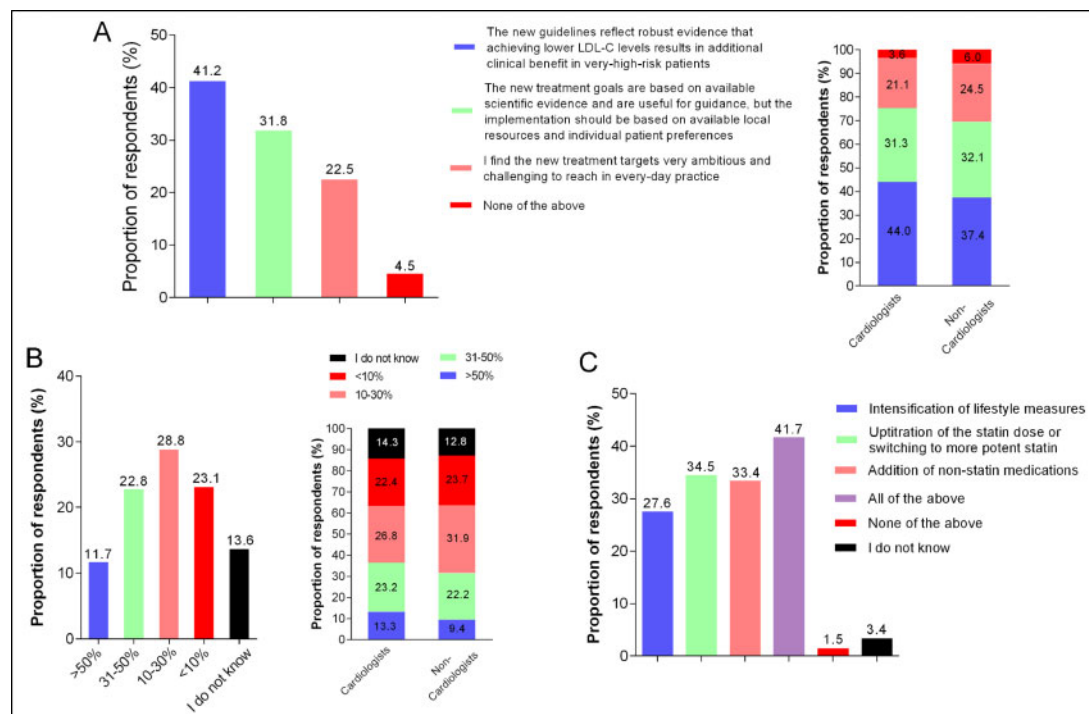 A
Proportion of respondents (%)
50
40
30
20
10
0
41.2
31.8
22.5
4.5
The new guidelines reflect robust evidence that
achieving lower LDL-C levels results in additional
clinical benefit in very-high-risk patients
The new treatment goals are based on available
scientific evidence and are useful for guidance, but the
implementation should be based on available local
resources and individual patient preferences
I find the new treatment targets very ambitious and
challenging to reach in every-day practice
None of the above
Proportion of respondents (%)
100
90
80
70
60
50
40
30
20
10
0
3.6
21.1
31.3
44.0
6.0
24.5
32.1
37.4
Cardiologists
Non-
Cardiologists
B
Proportion of respondents (%)
40
30
20
10
0
11.7
22.8
28.8
23.1
13.6
>50%
31-50%
10-30%
<10%
I do not know
I do not know
<10%
10-30%
31-50%
>50%
Proportion of respondents (%)
100
90
80
70
60
50
40
30
20
10
0
14.3
22.4
26.8
23.2
13.3
12.8
23.7
31.9
22.2
9.4
Cardiologists
Non-
Cardiologists
C
Proportion of respondents (%)
50
40
30
20
10
0
27.6
34.5
33.4
41.7
1.5
3.4
Intensification of lifestyle measures
Uptitration of the statin dose or
switching to more potent statin
Addition of non-statin medications
All of the above
None of the above
I do not know